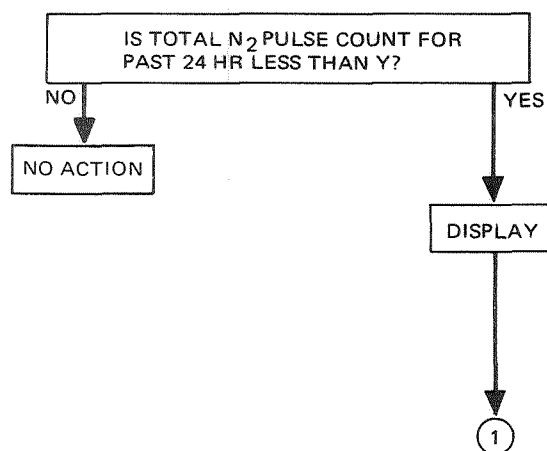 IS TOTAL N2 PULSE COUNT FOR
PAST 24 HR LESS THAN Y?
NO
YES
NO ACTION
DISPLAY
1